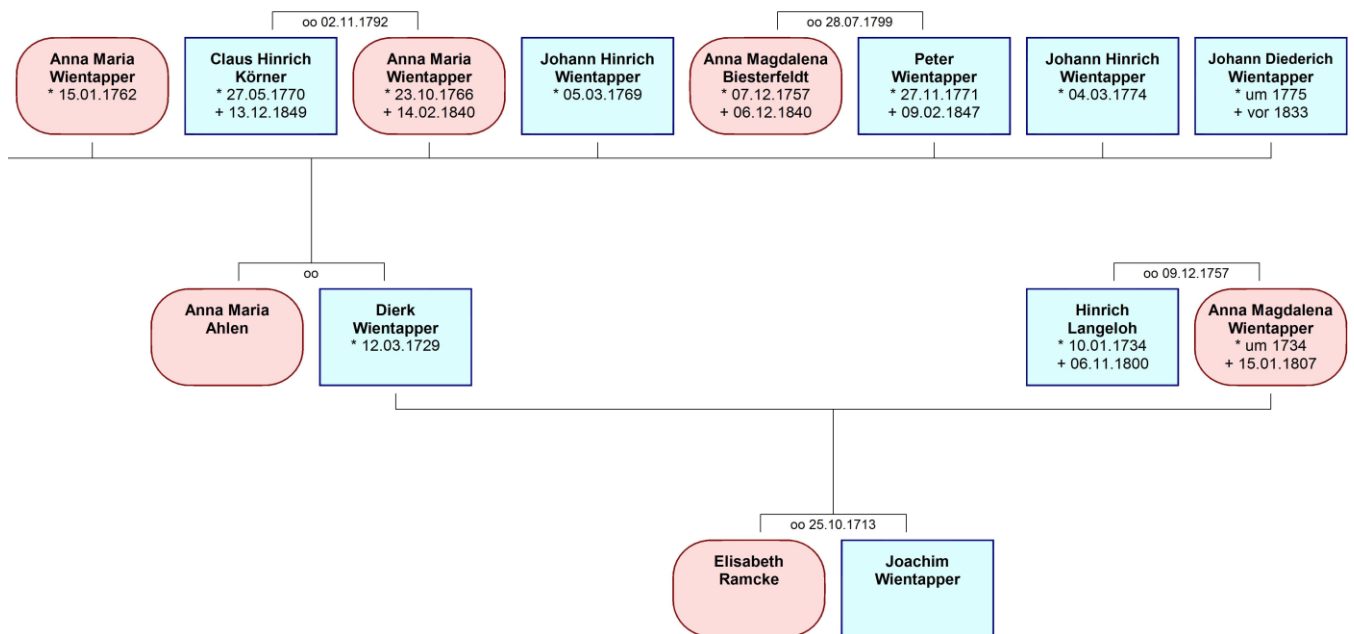 oo 02.11.1792
oo 28.07.1799
Anna Maria
Wientapper
* 15.01.1762
Claus Hinrich
Körner
* 27.05.1770
+ 13.12.1849
Anna Maria
Wientapper
* 23.10.1766
+ 14.02.1840
Johann Hinrich
Wientapper
* 05.03.1769
Anna Magdalena
Biesterfeldt
* 07.12.1757
+ 06.12.1840
Peter
Wientapper
* 27.11.1771
+ 09.02.1847
Johann Hinrich
Wientapper
* 04.03.1774
Johann Diederich
Wientapper
* um 1775
+ vor 1833
oo
oo 09.12.1757
Anna Maria
Ahlen
Dierk
Wientapper
* 12.03.1729
Hinrich
Langeloh
* 10.01.1734
+ 06.11.1800
Anna Magdalena
Wientapper
* um 1734
+ 15.01.1807
oo 25.10.1713
Elisabeth
Ramcke
Joachim
Wientapper